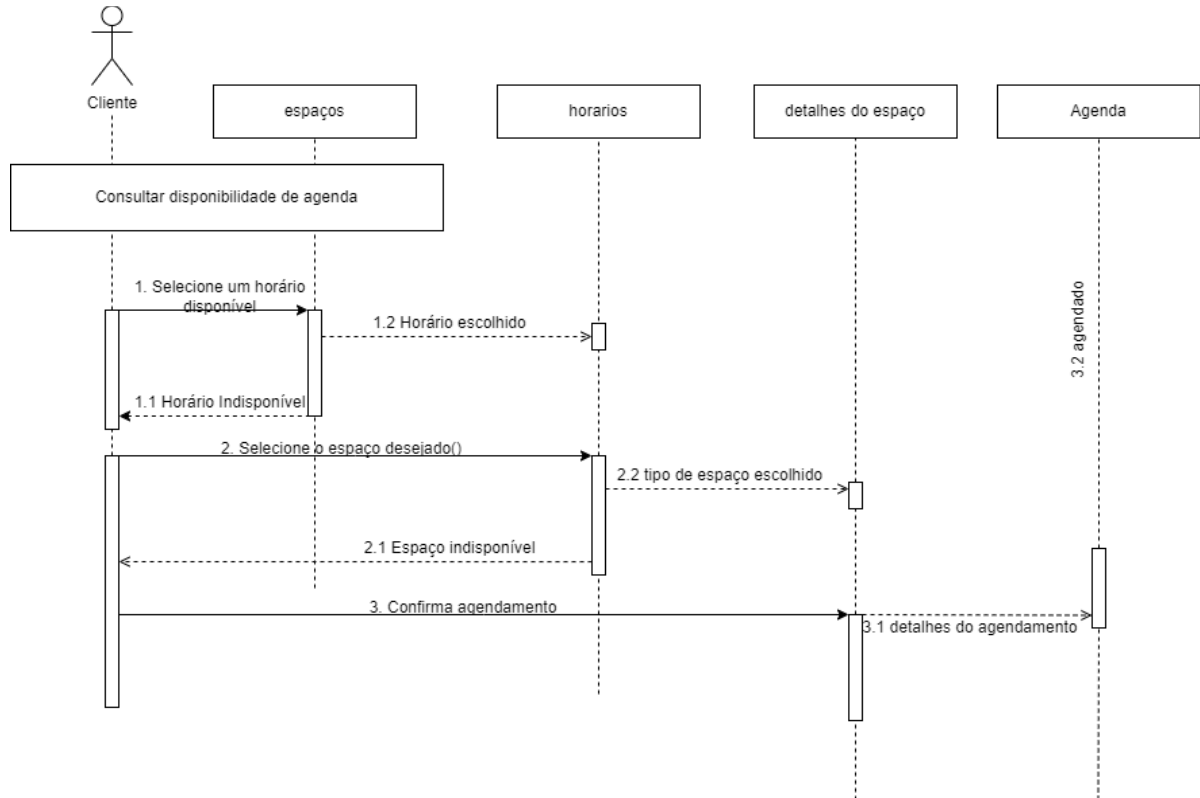 Cliente
espaços
horarios
detalhes do espaço
Agenda
Consultar disponibilidade de agenda
1. Selecione um horário
disponível
1.2 Horário escolhido
3.2 agendado
1.1 Horário Indisponível
2. Selecione o espaço desejado()
2.2 tipo de espaço escolhido
2.1 Espaço indisponível
3. Confirma agendamento
3.1 detalhes do agendamento